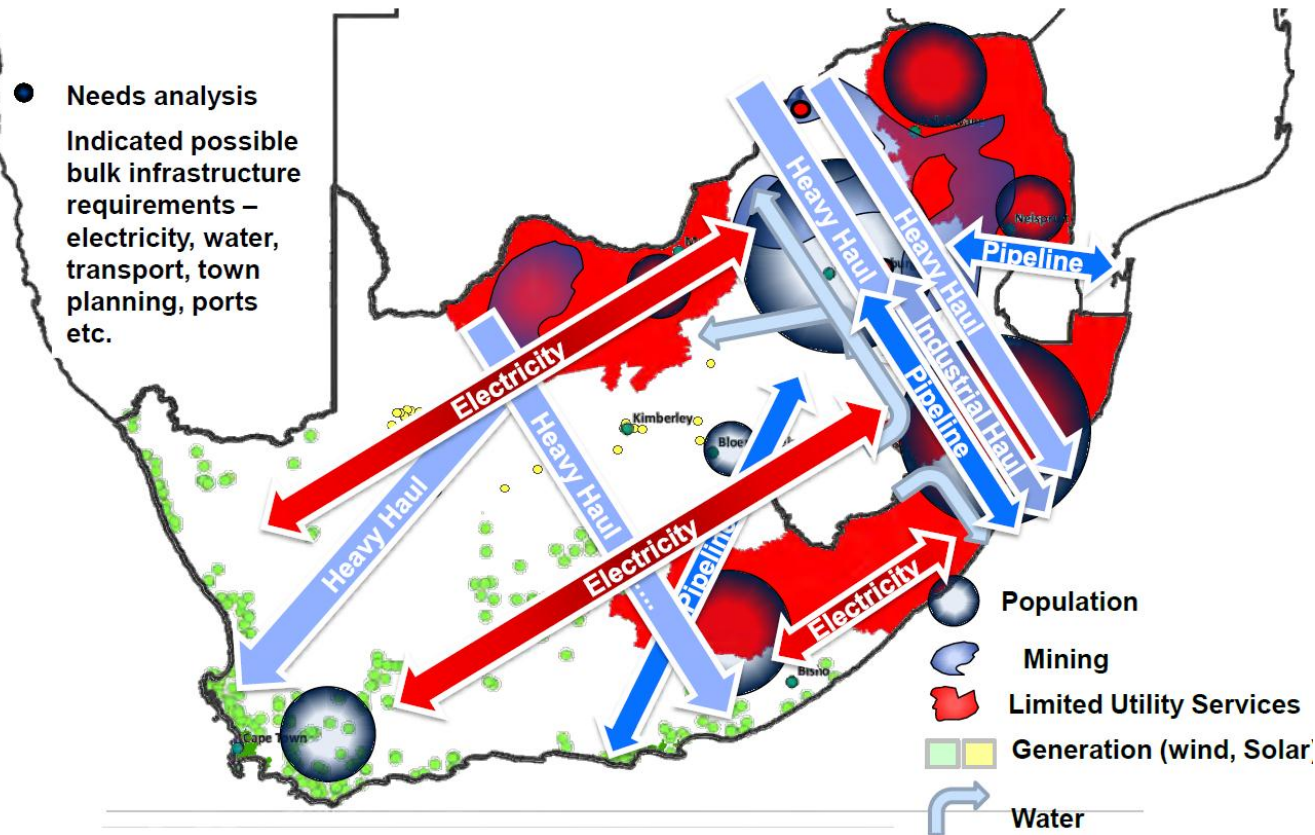 Needs analysis
Indicated possible
bulk infrastructure
requirements –
electricity, water,
transport, town
planning, ports
etc.
Heavy Haul
Heavy Haul
Nelspruit
Pipeline
Electricity
Industrial Haul
Pipeline
Kimberley
Heavy Haul
Heavy Haul
Electricity
Pipeline
....
Electricity
Bisho
Cape Town
Population
Mining
Limited Utility Services
Generation (wind, Solar)
Water